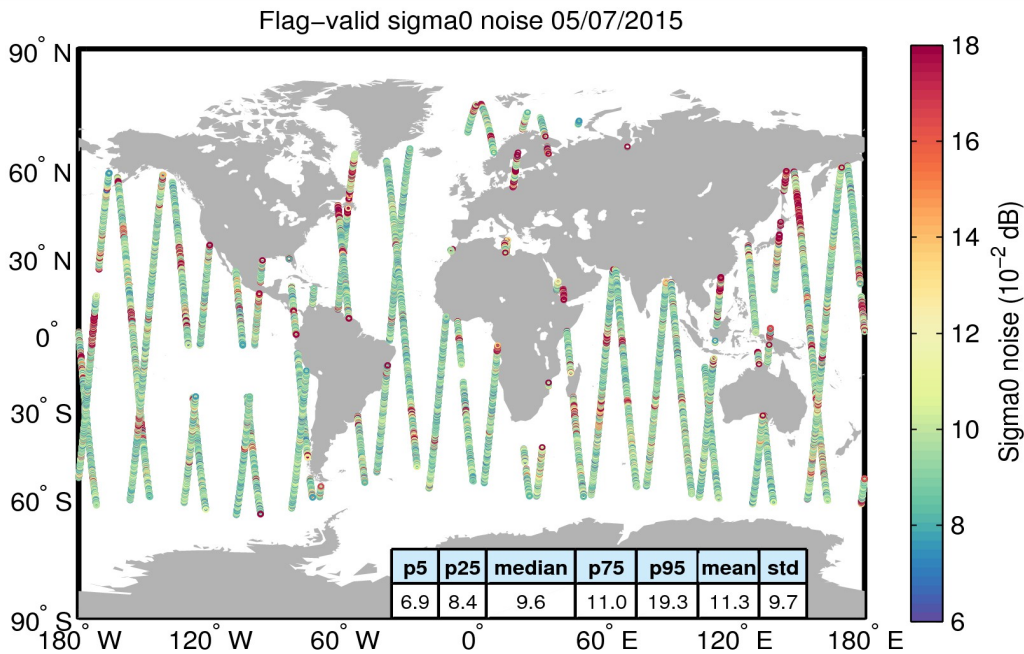 Flag−valid sigma0 noise 05/07/2015
90° N
60° N
30° N
0°
30° S
60° S
90° S
180° W
120° W
60° W
0°
60° E
120° E
180° E
p5 p25 median p75 p95 mean std
6.9 8.4 9.6 11.0 19.3 11.3 9.7
18
16
14
12
10
8
6
Sigma0 noise (10⁻² dB)